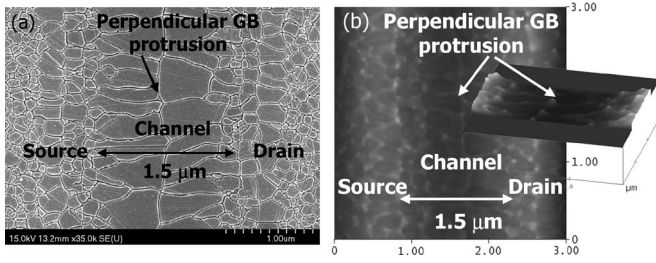 (a)
Perpendicular GB
protrusion
Channel
Source
Drain
1.5 μm
15.0kV 13.2mm x35.0k SE(U)
1.00um
(b)
3.00
Perpendicular GB
protrusion
Channel
Source
Drain
1.5 μm
1.00
0
μm
0
1.00
2.00
3.00
0